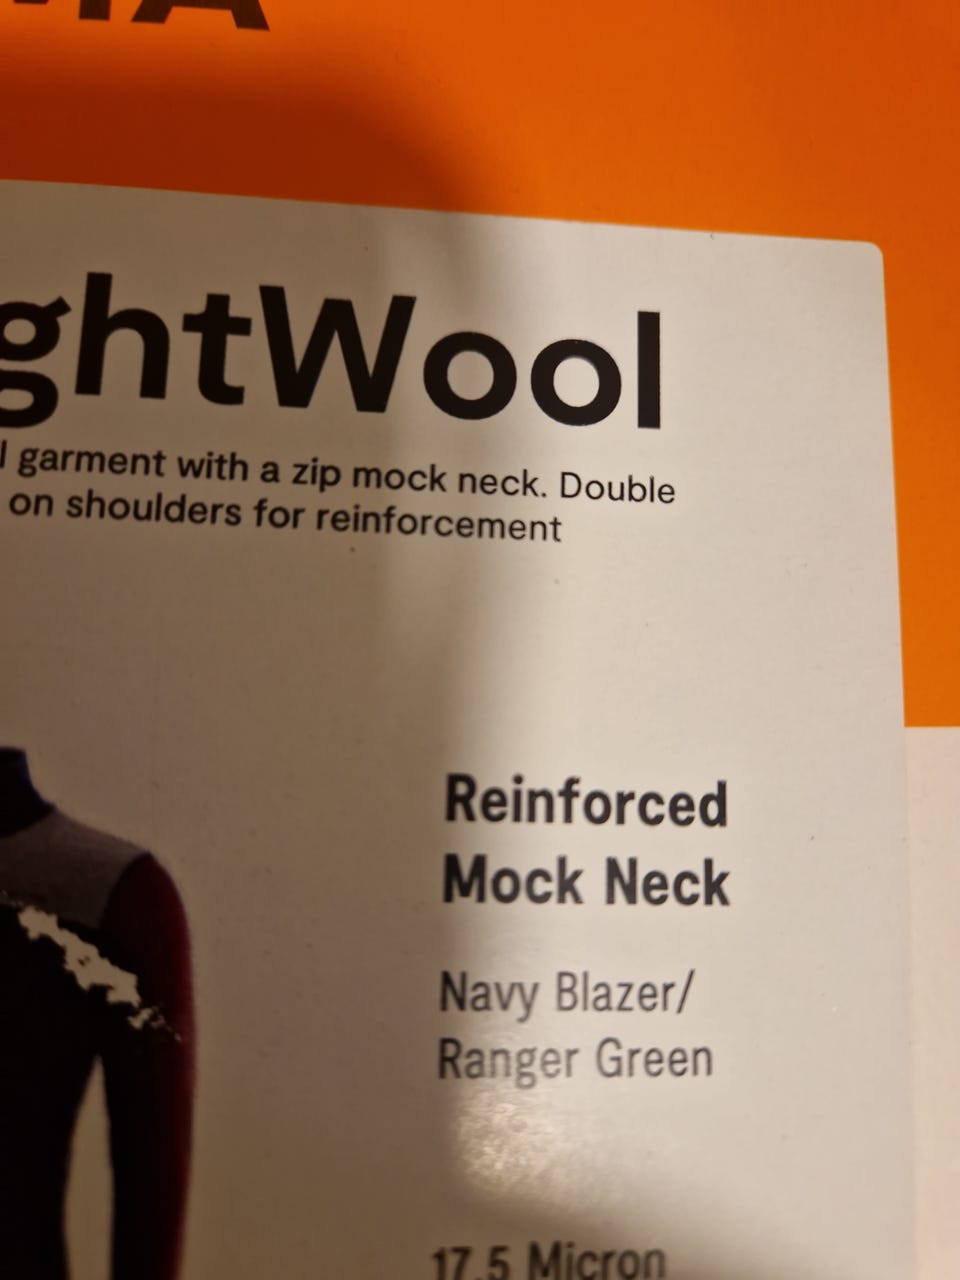 ghtWool
garment with a zip mock neck. Double
on shoulders for reinforcement
Reinforced
Mock Neck
Navy Blazer/
Ranger Green
17.5 Micron